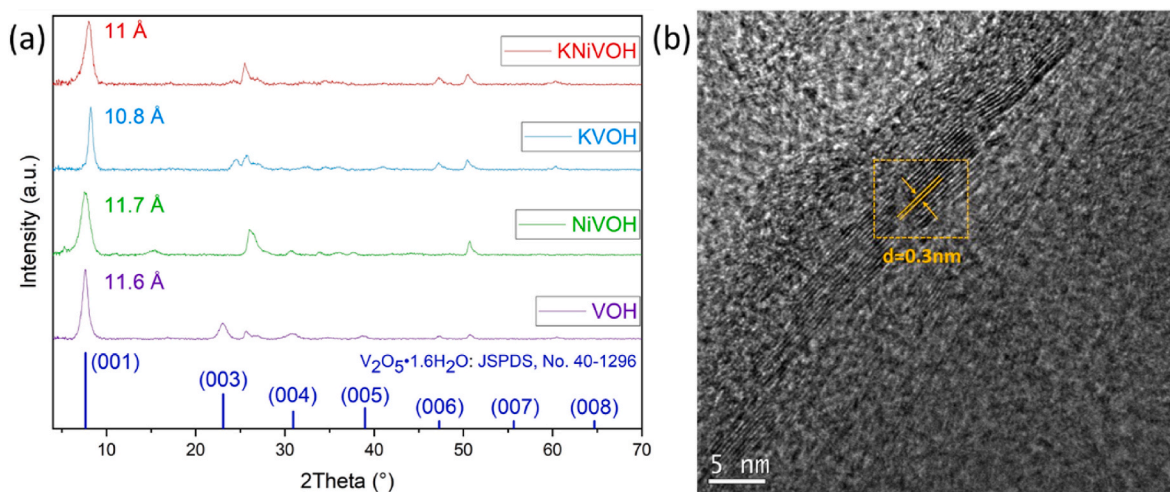 (a)
11 Å
KNiVOH
10.8 Å
KVOH
11.7 Å
NiVOH
11.6 Å
VOH
V₂O₅•1.6H₂O: JSPDS, No. 40-1296
(001)
(003)
(004)
(005)
(006)
(007)
(008)
Intensity (a.u.)
10 20 30 40 50 60 70
2Theta (°)
(b)
d=0.3nm
5 nm